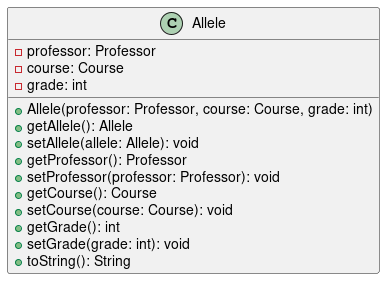 C Allele
professor: Professor
course: Course
grade: int
Allele(professor: Professor, course: Course, grade: int)
getAllele(): Allele
setAllele(allele: Allele): void
getProfessor(): Professor
setProfessor(professor: Professor): void
getCourse(): Course
setCourse(course: Course): void
getGrade(): int
setGrade(grade: int): void
toString(): String